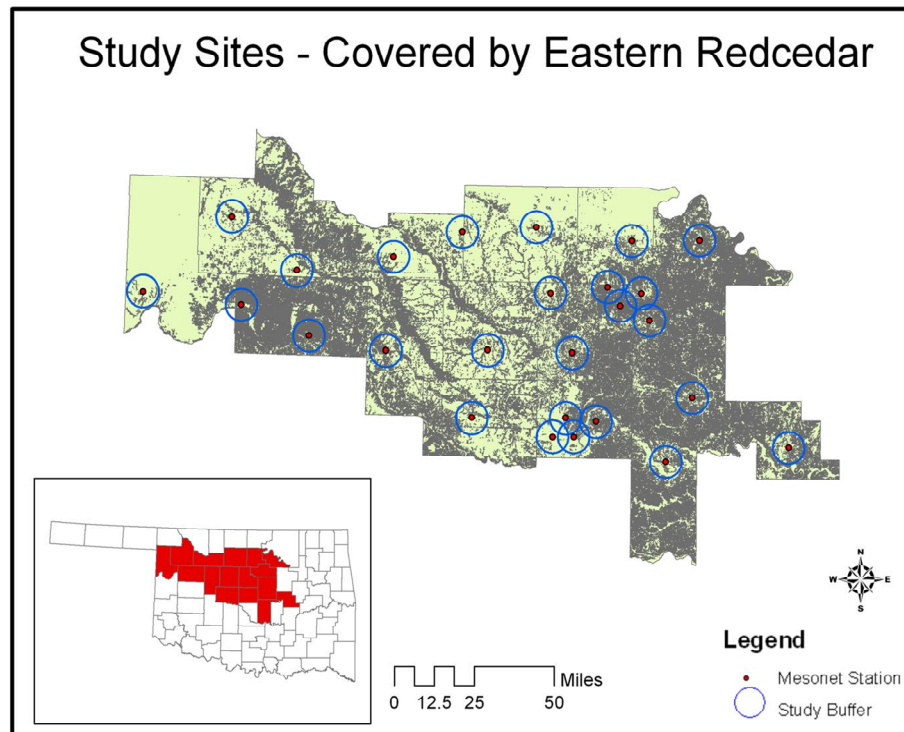 Study Sites - Covered by Eastern Redcedar
N
W E
S
Legend
Mesonet Station
Study Buffer
Miles
0 12.5 25 50